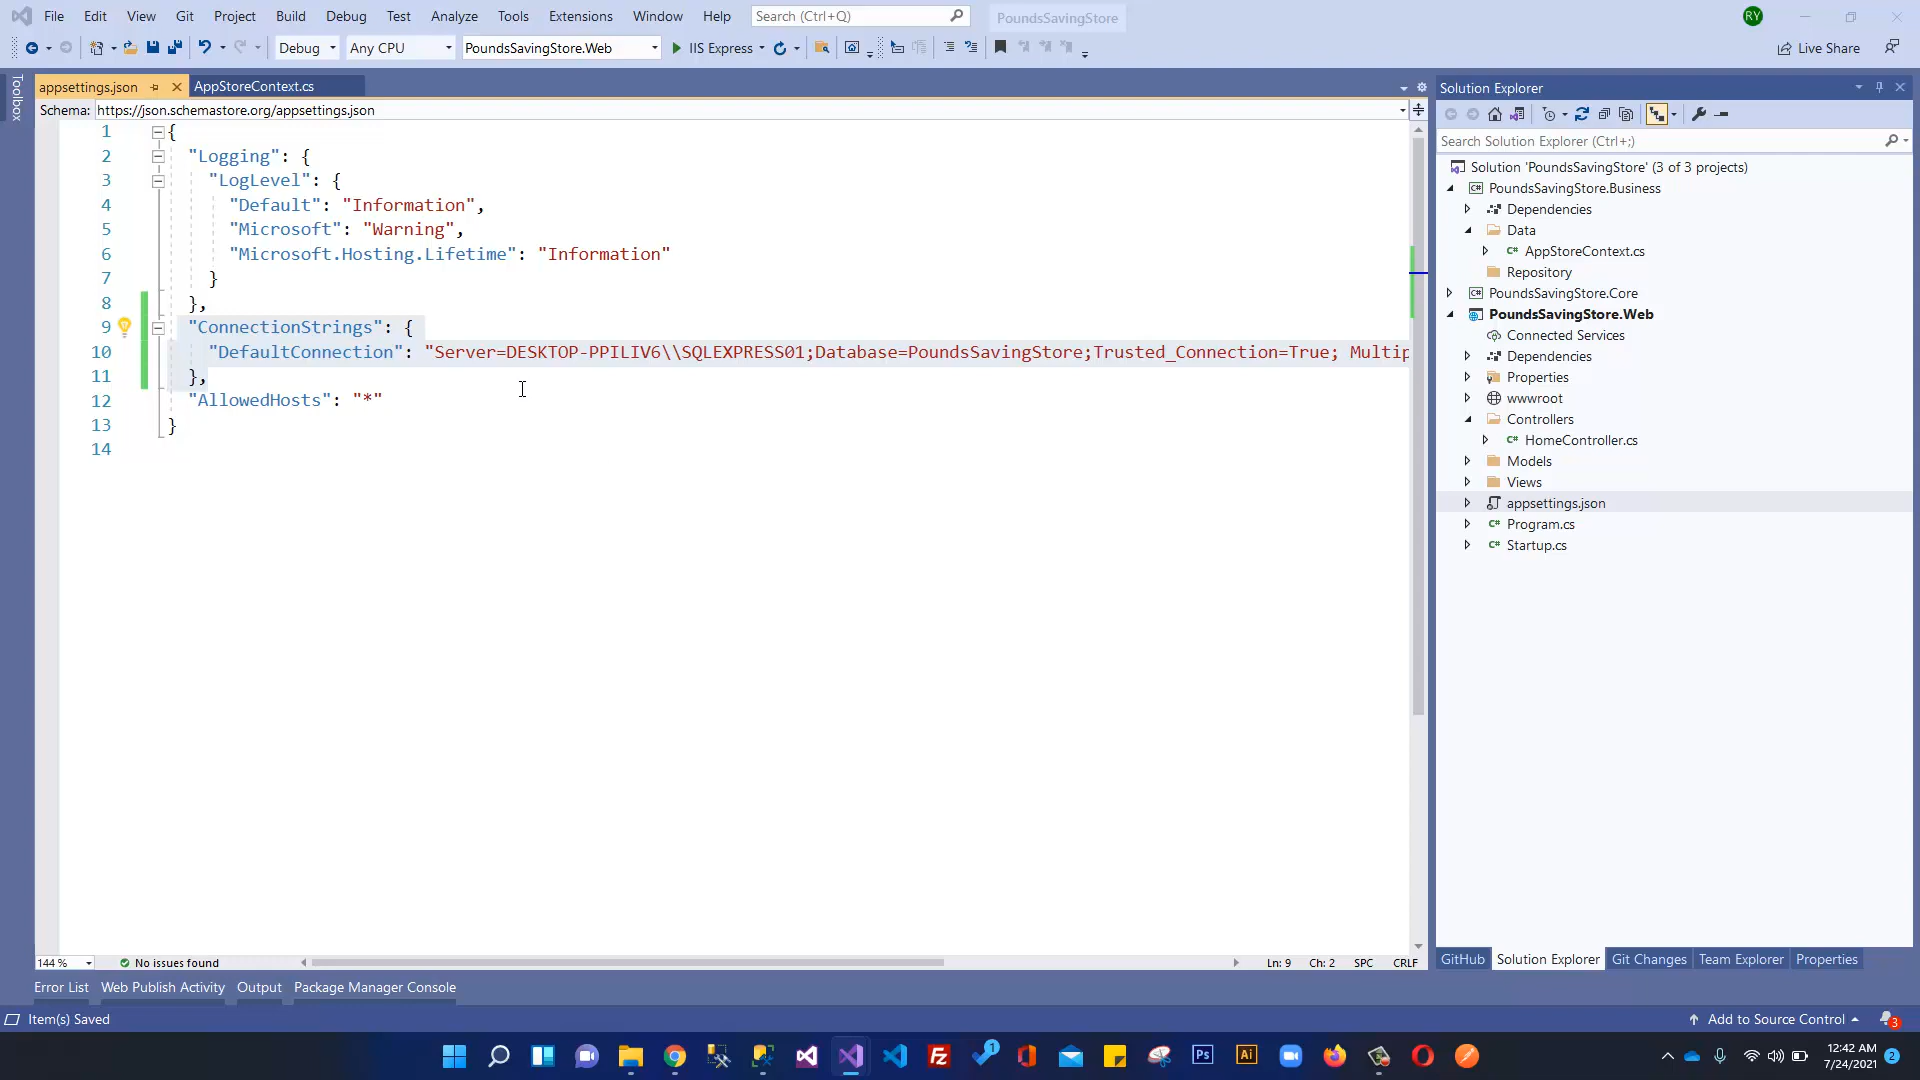 File Edit View Git Project Build Debug Test Analyze Tools Extensions Window Help Search (Ctrl+Q) PoundsSavingStore RY
Debug Any CPU PoundsSavingStore.Web IIS Express Live Share
Toolbox
appsettings.json AppStoreContext.cs
Schema: https://json.schemastore.org/appsettings.json
1 {
2 "Logging": {
3 "LogLevel": {
4 "Default": "Information",
5 "Microsoft": "Warning",
6 "Microsoft.Hosting.Lifetime": "Information"
7 }
8 },
9 "ConnectionStrings": {
10 "DefaultConnection": "Server=DESKTOP-PPILIV6\\SQLEXPRESS01;Database=PoundsSavingStore;Trusted_Connection=True; Multip
11 },
12 "AllowedHosts": "*"
13 }
14
144 % No issues found Ln: 9 Ch: 2 SPC CRLF
Solution Explorer
Search Solution Explorer (Ctrl+;)
Solution 'PoundsSavingStore' (3 of 3 projects)
PoundsSavingStore.Business
Dependencies
Data
C# AppStoreContext.cs
Repository
PoundsSavingStore.Core
PoundsSavingStore.Web
Connected Services
Dependencies
Properties
wwwroot
Controllers
C# HomeController.cs
Models
Views
appsettings.json
C# Program.cs
C# Startup.cs
GitHub Solution Explorer Git Changes Team Explorer Properties
Error List Web Publish Activity Output Package Manager Console
Item(s) Saved Add to Source Control 3
1 Ps Ai 12:42 AM
7/24/2021 2